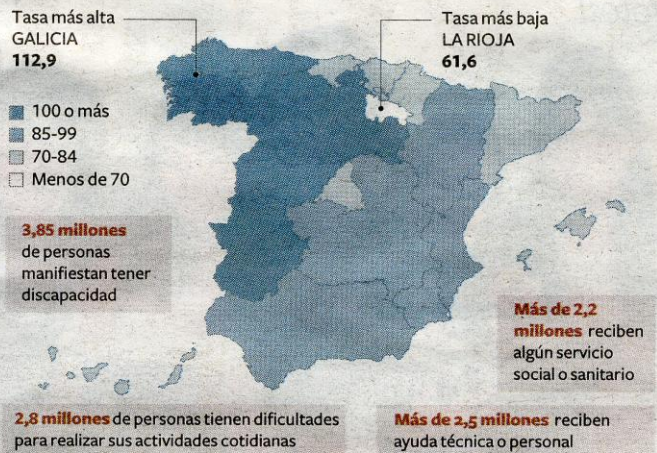 Tasa más alta
GALICIA
112,9
Tasa más baja
LA RIOJA
61,6
100 o más
85-99
70-84
Menos de 70
3,85 millones
de personas
manifiestan tener
discapacidad
Más de 2,2
millones reciben
algún servicio
social o sanitario
2,8 millones de personas tienen dificultades
para realizar sus actividades cotidianas
Más de 2,5 millones reciben
ayuda técnica o personal